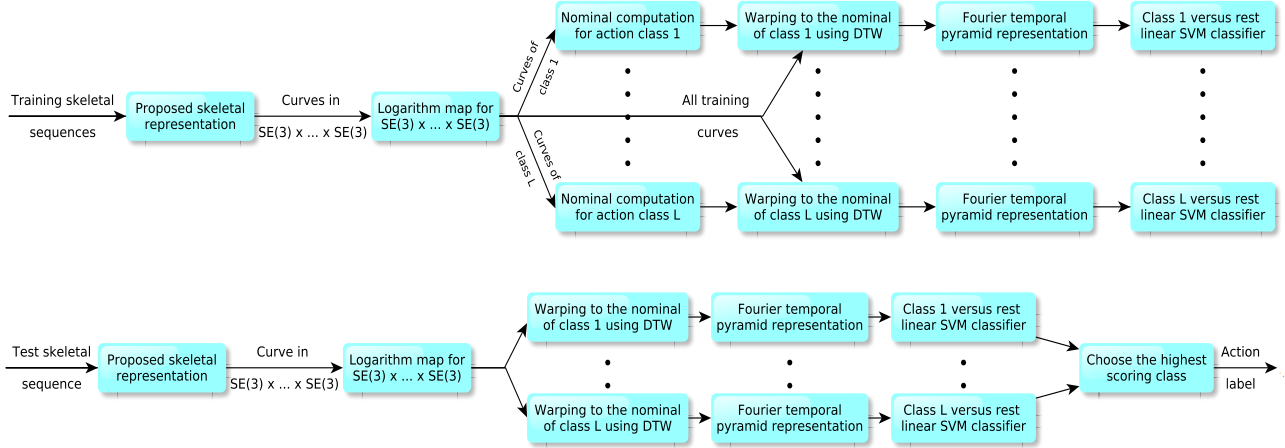 Training skeletal
sequences
Proposed skeletal
representation
Curves in
SE(3) x ... x SE(3)
Logarithm map for
SE(3) x ... x SE(3)
Curves of
class 1
Curves of
class L
Nominal computation
for action class 1
Warping to the nominal
of class 1 using DTW
Fourier temporal
pyramid representation
Class 1 versus rest
linear SVM classifier
All training
curves
Nominal computation
for action class L
Warping to the nominal
of class L using DTW
Fourier temporal
pyramid representation
Class L versus rest
linear SVM classifier
Test skeletal
sequence
Proposed skeletal
representation
Curve in
SE(3) x ... x SE(3)
Logarithm map for
SE(3) x ... x SE(3)
Warping to the nominal
of class 1 using DTW
Fourier temporal
pyramid representation
Class 1 versus rest
linear SVM classifier
Warping to the nominal
of class L using DTW
Fourier temporal
pyramid representation
Class L versus rest
linear SVM classifier
Choose the highest
scoring class
Action
label